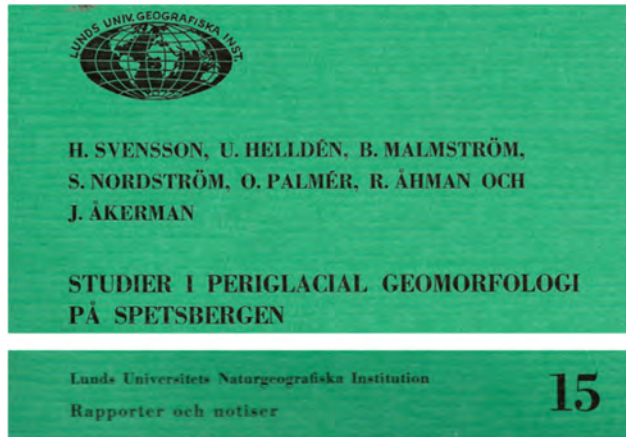 LUNDS UNIV. GEOGRAFISKA INST.
H. SVENSSON, U. HELLDÉN, B. MALMSTRÖM,
S. NORDSTRÖM, O. PALMÉR, R. ÅHMAN OCH
J. ÅKERMAN
STUDIER I PERIGLACIAL GEOMORFOLOGI
PÅ SPETSBERGEN
Lunds Universitets Naturgeografiska Institution
15
Rapporter och notiser